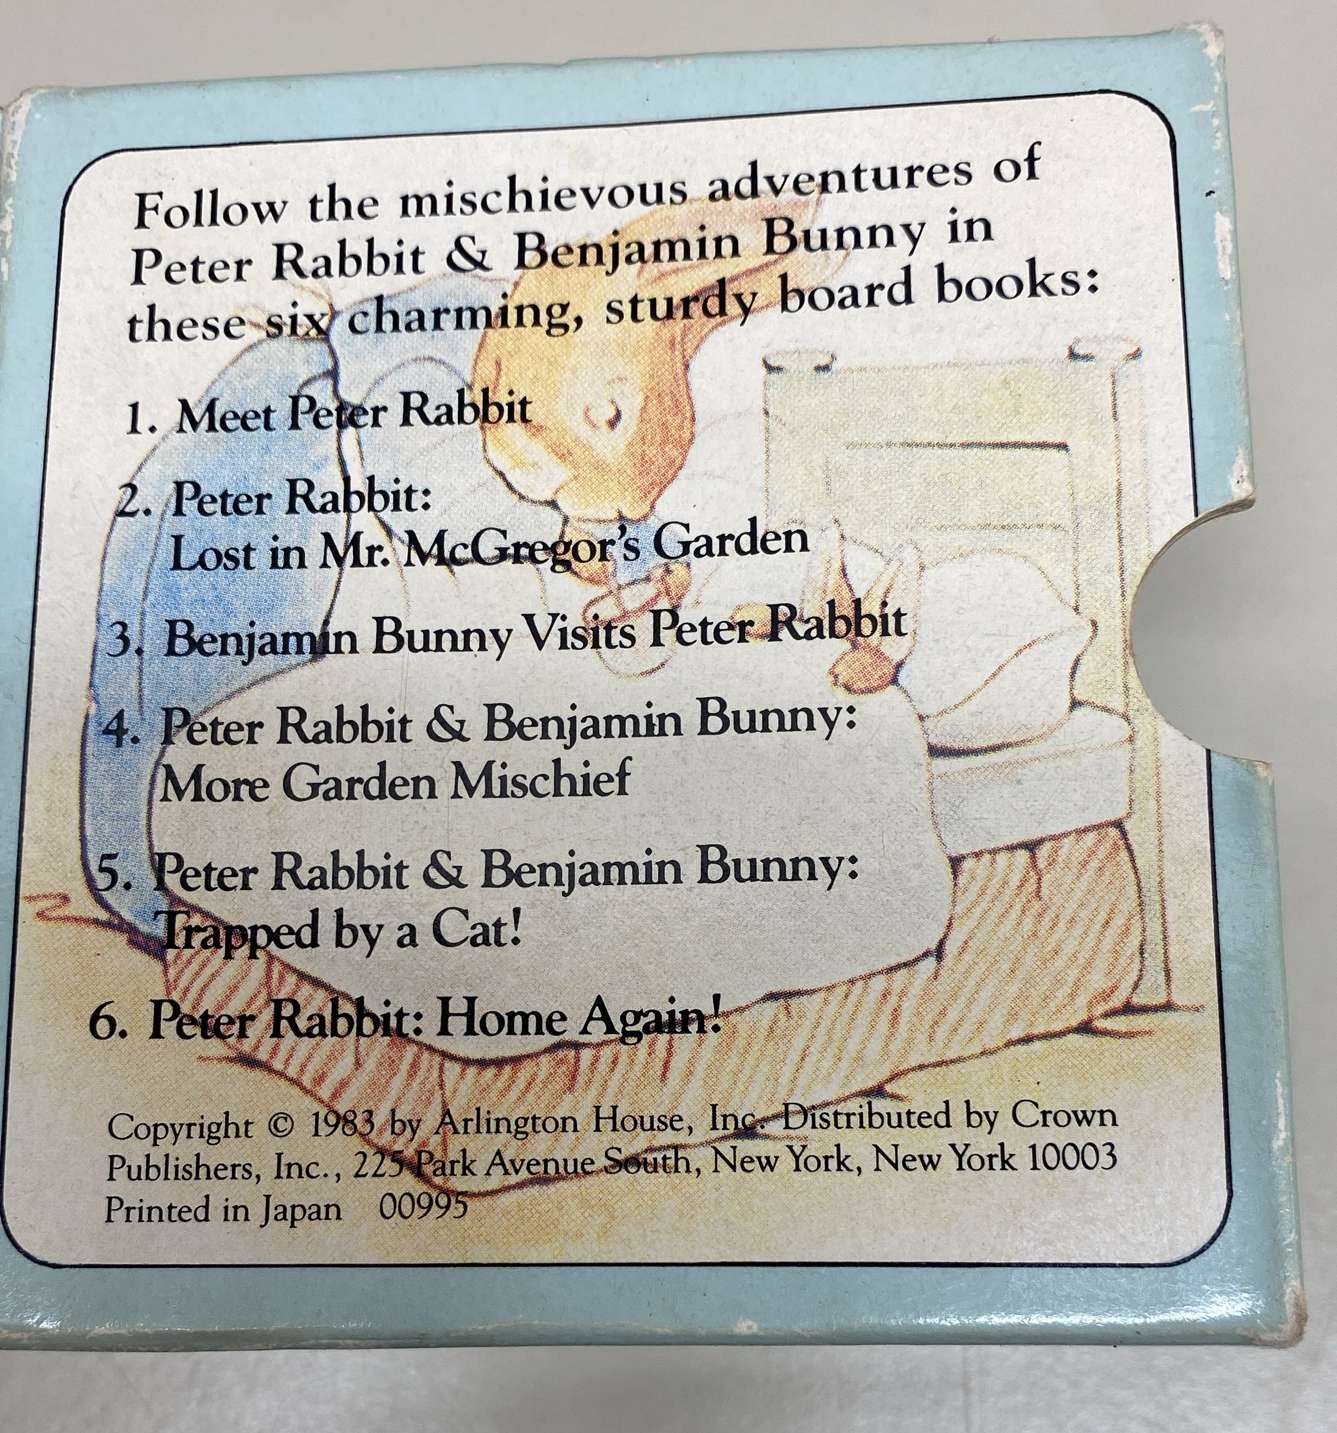 Follow the mischievous adventures of
Peter Rabbit & Benjamin Bunny in
these six charming, sturdy board books:
1. Meet Peter Rabbit
2. Peter Rabbit:
Lost in Mr. McGregor's Garden
3. Benjamin Bunny Visits Peter Rabbit
4. Peter Rabbit & Benjamin Bunny:
More Garden Mischief
5. Peter Rabbit & Benjamin Bunny:
Trapped by a Cat!
6. Peter Rabbit: Home Again!
Copyright © 1983 by Arlington House, Inc. Distributed by Crown
Publishers, Inc., 225 Park Avenue South, New York, New York 10003
Printed in Japan 00995